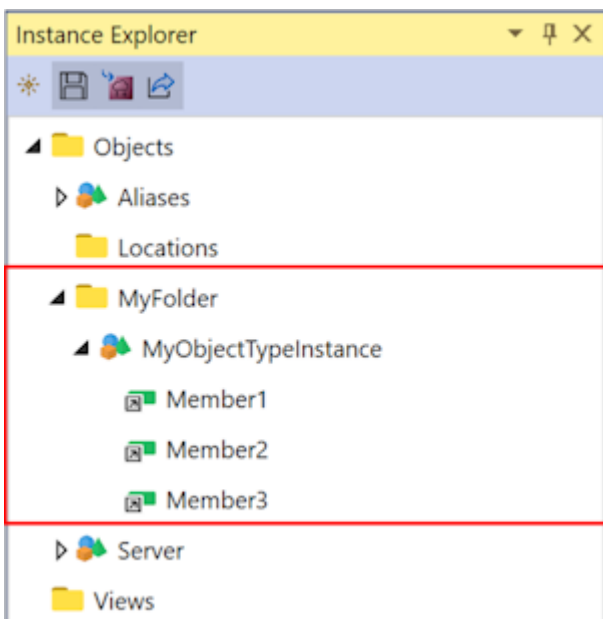 Instance Explorer
Objects
Aliases
Locations
MyFolder
MyObjectTypeInstance
Member1
Member2
Member3
Server
Views